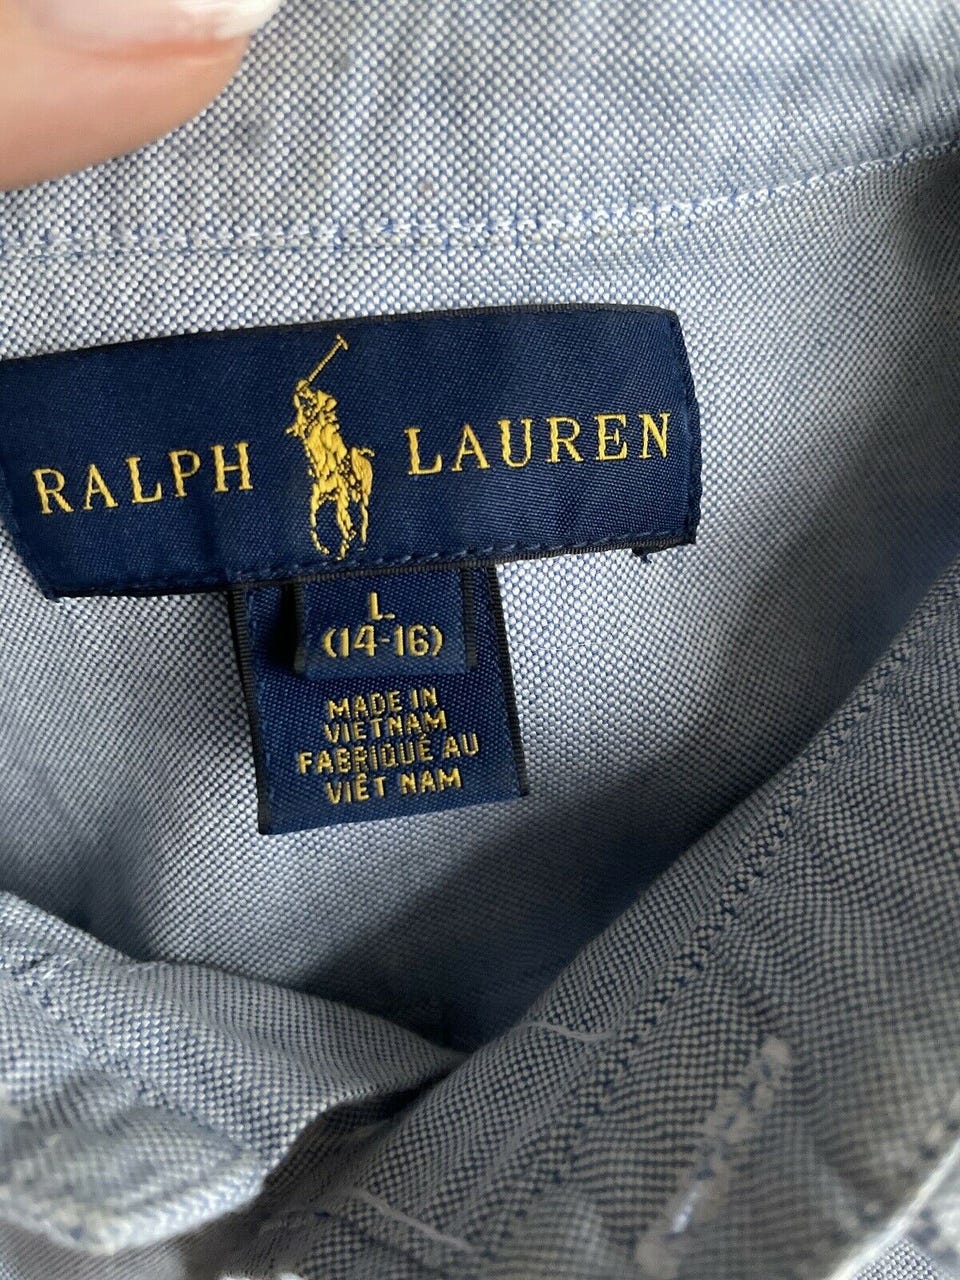 RALPH LAUREN
L
(14-16)
MADE IN
VIETNAM
FABRIQUÉ AU
VIÊT NAM